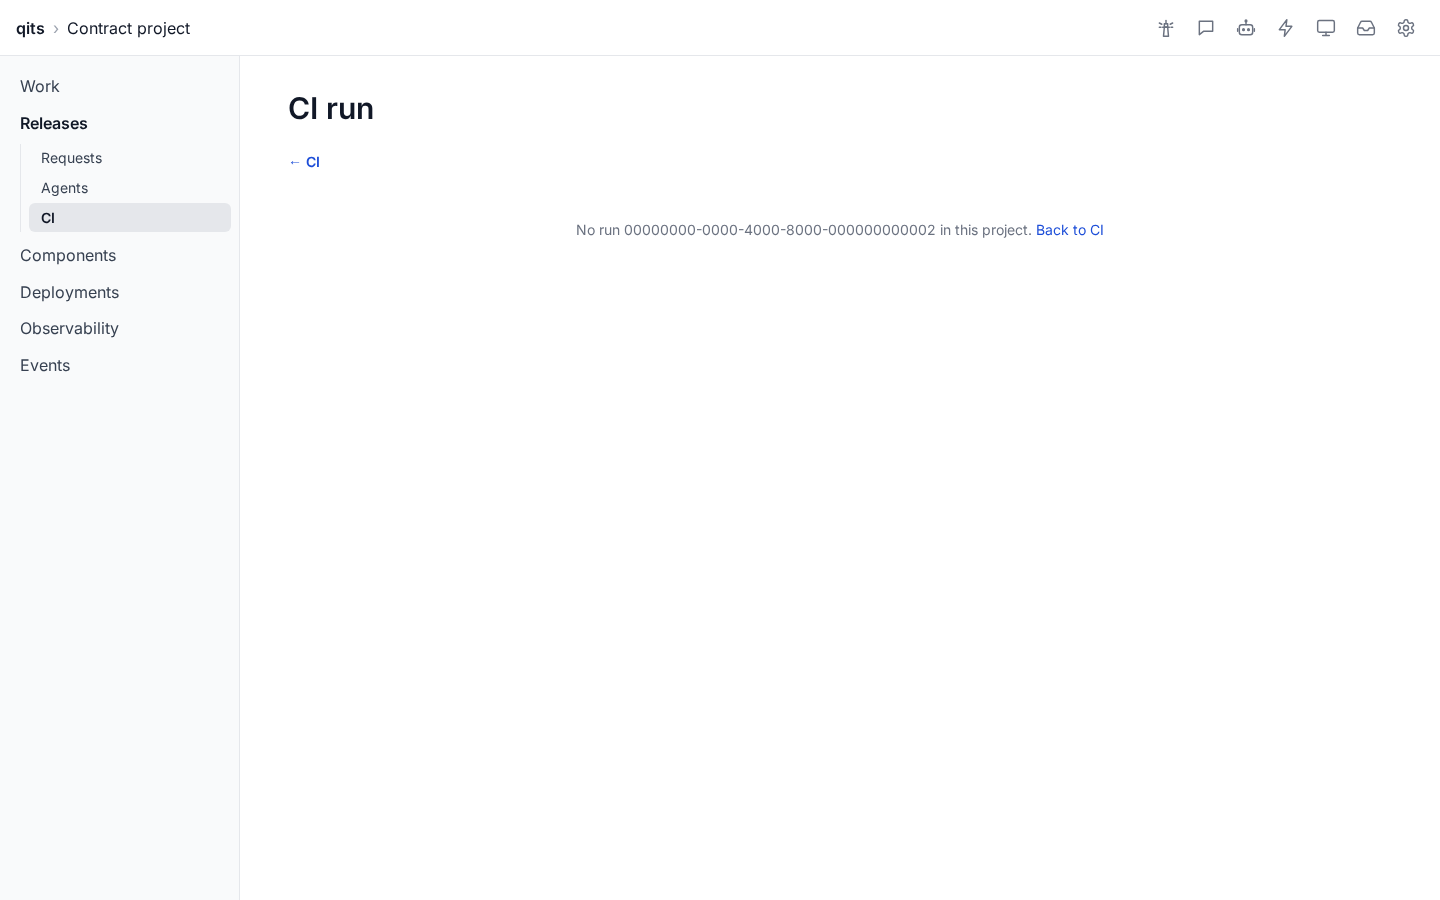 qits › Contract project
Work
Releases
Requests
Agents
CI
Components
Deployments
Observability
Events
CI run
← CI
No run 00000000-0000-4000-8000-000000000002 in this project. Back to CI